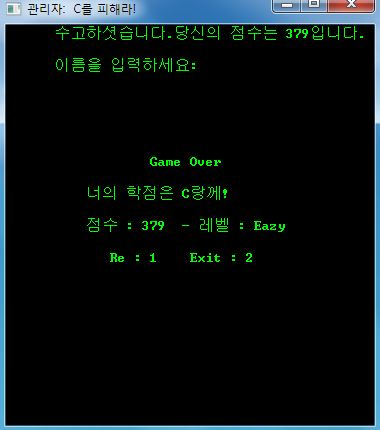 관리자: C를 피해라!
수고하셧습니다.당신의 점수는 379입니다.
이름을 입력하세요:
Game Over
너의 학점은 C랑께!
점수 : 379 - 레벨 : Eazy
Re : 1 Exit : 2